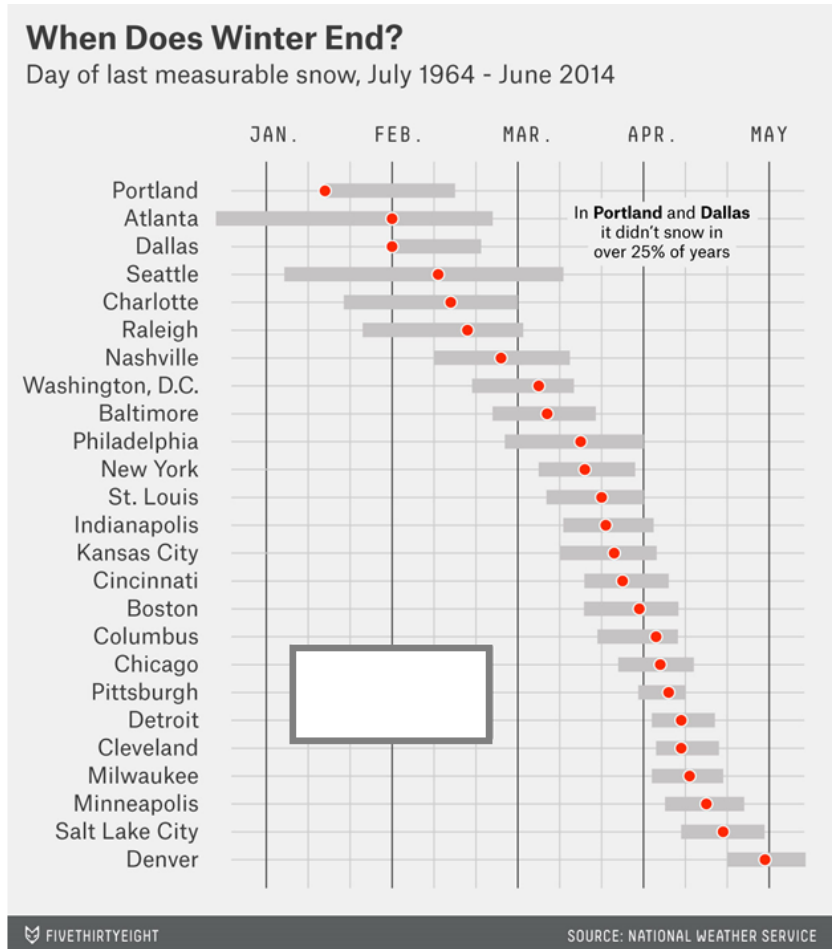 When Does Winter End?
Day of last measurable snow, July 1964 - June 2014
JAN. FEB. MAR. APR. MAY
Portland
Atlanta
Dallas
In Portland and Dallas
it didn't snow in
over 25% of years
Seattle
Charlotte
Raleigh
Nashville
Washington, D.C.
Baltimore
Philadelphia
New York
St. Louis
Indianapolis
Kansas City
Cincinnati
Boston
Columbus
Chicago
Pittsburgh
Detroit
Cleveland
Milwaukee
Minneapolis
Salt Lake City
Denver
FIVETHIRTYEIGHT
SOURCE: NATIONAL WEATHER SERVICE